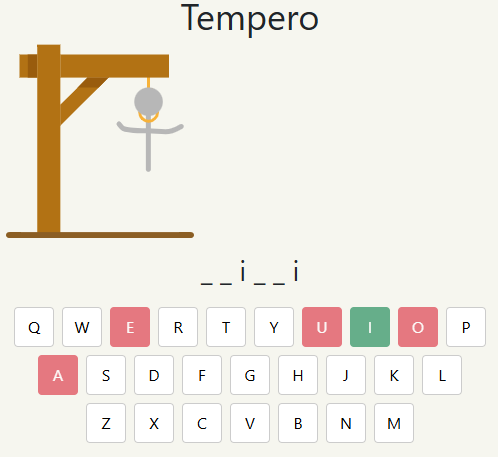 Tempero
_ _ i _ _ i
Q W E R T Y U I O P
A S D F G H J K L
Z X C V B N M